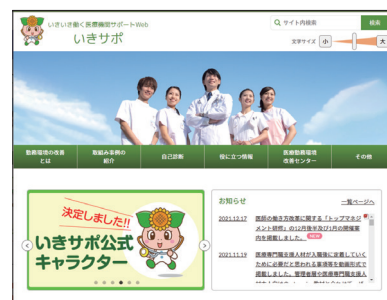 いきいき働く医療機関サポートWeb
いきサポ
サイト内検索
検索
文字サイズ
小
大
勤務環境の改善
とは
取組み事例の
紹介
自己診断
役に立つ情報
医療勤務環境
改善センター
その他
決定しました!!
いきサポ公式
キャラクター
お知らせ
一覧ページへ
2021.12.17
医師の働き方改革に関する「トップマネジ
メント研修」の12月後半及び1月の開催案
内を掲載しました。
NEW
2021.11.19
医療専門職支援人材が入職後に定着していく
ために必要だと思われる事項等を動画形式で
掲載しました。管理者層や医療専門職支援人